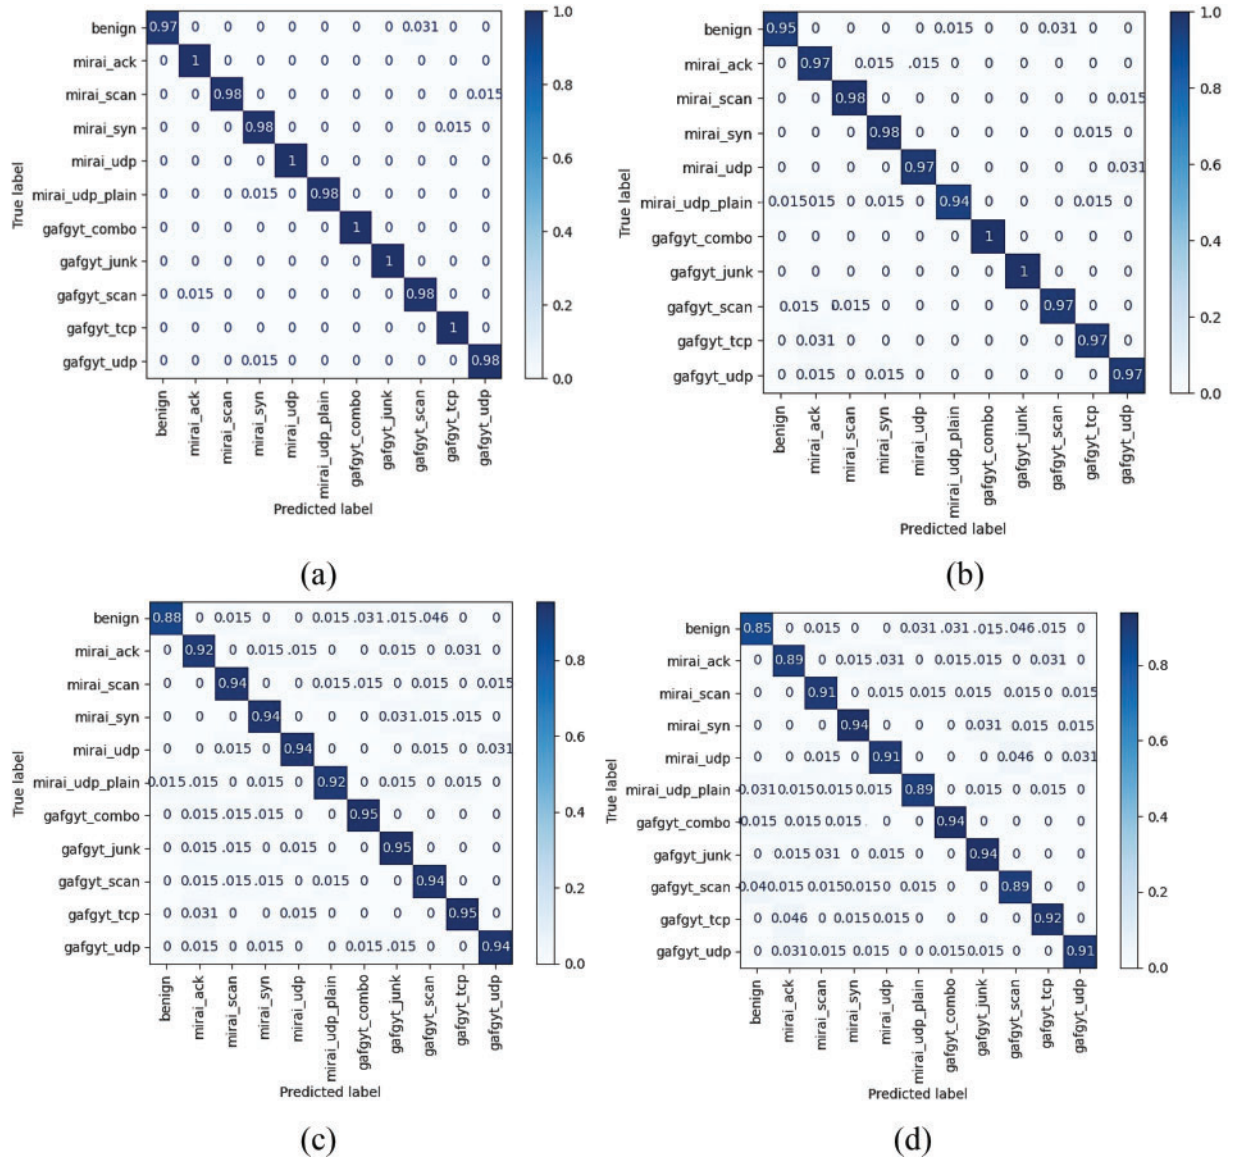 benign 0.97 0 0 0 0 0 0 0 0.031 0 0 1.0
mirai_ack 0 1 0 0 0 0 0 0 0 0 0
mirai_scan 0 0 0.98 0 0 0 0 0 0 0 0.015 0.8
mirai_syn 0 0 0 0.98 0 0 0 0 0 0.015 0
mirai_udp 0 0 0 0 1 0 0 0 0 0 0 0.6
mirai_udp_plain 0 0 0 0.015 0 0.98 0 0 0 0 0
gafgyt_combo 0 0 0 0 0 0 1 0 0 0 0 0.4
gafgyt_junk 0 0 0 0 0 0 0 1 0 0 0
gafgyt_scan 0 0.015 0 0 0 0 0 0 0.98 0 0 0.2
gafgyt_tcp 0 0 0 0 0 0 0 0 0 1 0
gafgyt_udp 0 0 0 0.015 0 0 0 0 0 0 0.98 0.0
True label
benign mirai_ack mirai_scan mirai_syn mirai_udp mirai_udp_plain gafgyt_combo gafgyt_junk gafgyt_scan gafgyt_tcp gafgyt_udp
Predicted label
(a)
benign 0.95 0 0 0 0 0.015 0 0 0.031 0 0 1.0
mirai_ack 0 0.97 0 0.015 .015 0 0 0 0 0 0
mirai_scan 0 0 0.98 0 0 0 0 0 0 0 0.015 0.8
mirai_syn 0 0 0 0.98 0 0 0 0 0 0.015 0
mirai_udp 0 0 0 0 0.97 0 0 0 0 0 0.031 0.6
mirai_udp_plain 0.015 015 0 0.015 0 0.94 0 0 0 0.015 0
gafgyt_combo 0 0 0 0 0 0 1 0 0 0 0 0.4
gafgyt_junk 0 0 0 0 0 0 0 1 0 0 0
gafgyt_scan 0 0.015 0.015 0 0 0 0 0 0.97 0 0 0.2
gafgyt_tcp 0 0.031 0 0 0 0 0 0 0 0.97 0
gafgyt_udp 0 0.015 0 0.015 0 0 0 0 0 0 0.97 0.0
True label
benign mirai_ack mirai_scan mirai_syn mirai_udp mirai_udp_plain gafgyt_combo gafgyt_junk gafgyt_scan gafgyt_tcp gafgyt_udp
Predicted label
(b)
benign 0.88 0 0.015 0 0 0.015 .031 .015 0.046 0 0
mirai_ack 0 0.92 0 0.015 .015 0 0 0.015 0 0.031 0 0.8
mirai_scan 0 0 0.94 0 0 0.015 .015 0 0.015 0 0.015
mirai_syn 0 0 0 0.94 0 0 0 0.031 .015 .015 0 0.6
mirai_udp 0 0 0.015 0 0.94 0 0 0 0.015 0 0.031
mirai_udp_plain 0.015 .015 0 0.015 0 0.92 0 0.015 0 0.015 0
gafgyt_combo 0 0.015 .015 0 0 0 0.95 0 0 0 0 0.4
gafgyt_junk 0 0.015 .015 0 0.015 0 0 0.95 0 0 0
gafgyt_scan 0 0.015 .015 .015 0 0.015 0 0 0.94 0 0 0.2
gafgyt_tcp 0 0.031 0 0 0.015 0 0 0 0 0.95 0
gafgyt_udp 0 0.015 0 0.015 0 0 0.015 .015 0 0 0.94 0.0
True label
benign mirai_ack mirai_scan mirai_syn mirai_udp mirai_udp_plain gafgyt_combo gafgyt_junk gafgyt_scan gafgyt_tcp gafgyt_udp
Predicted label
(c)
benign 0.85 0 0.015 0 0 0.031 0.031 .015 0.046 0.015 0
mirai_ack 0 0.89 0 0.015 .031 0 0.015 .015 0 0.031 0 0.8
mirai_scan 0 0 0.91 0 0.015 0.015 0 0.015 0.015 0 0.015
mirai_syn 0 0 0 0.94 0 0 0 0.031 0.015 0.015 0.6
mirai_udp 0 0 0.015 0 0.91 0 0 0 0.046 0 0.031
mirai_udp_plain 0.031 0.015 0.015 0.015 0.015 0.89 0 0.015 0 0.015 0
gafgyt_combo 0.015 0.015 0.015 0 0 0.94 0 0 0 0 0.4
gafgyt_junk 0 0.015 .031 0 0.015 0 0 0.94 0 0 0
gafgyt_scan 0.040 0.015 0.015 0.015 0 0.015 0 0 0.89 0 0 0.2
gafgyt_tcp 0 0.046 0 0.015 0.015 0 0 0 0 0.92 0
gafgyt_udp 0 0.031 0.015 0.015 0 0 0.015 0.015 0 0 0.91 0.0
True label
benign mirai_ack mirai_scan mirai_syn mirai_udp mirai_udp_plain gafgyt_combo gafgyt_junk gafgyt_scan gafgyt_tcp gafgyt_udp
Predicted label
(d)